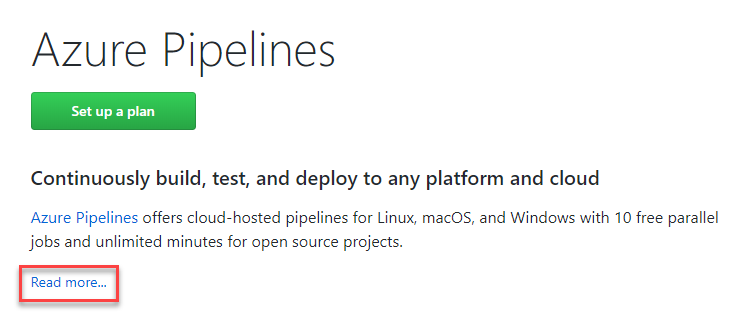 Azure Pipelines
Set up a plan
Continuously build, test, and deploy to any platform and cloud
Azure Pipelines offers cloud-hosted pipelines for Linux, macOS, and Windows with 10 free parallel
jobs and unlimited minutes for open source projects.
Read more...